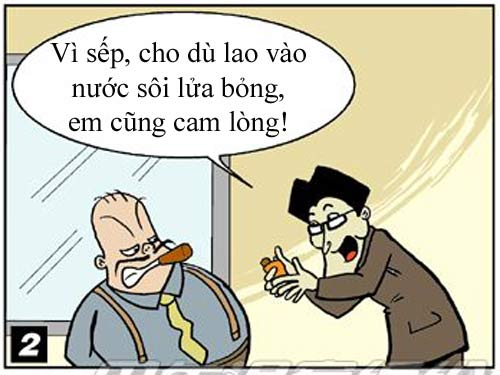 Vì sếp, cho dù lao vào
nước sôi lửa bỏng,
em cũng cam lòng!
2